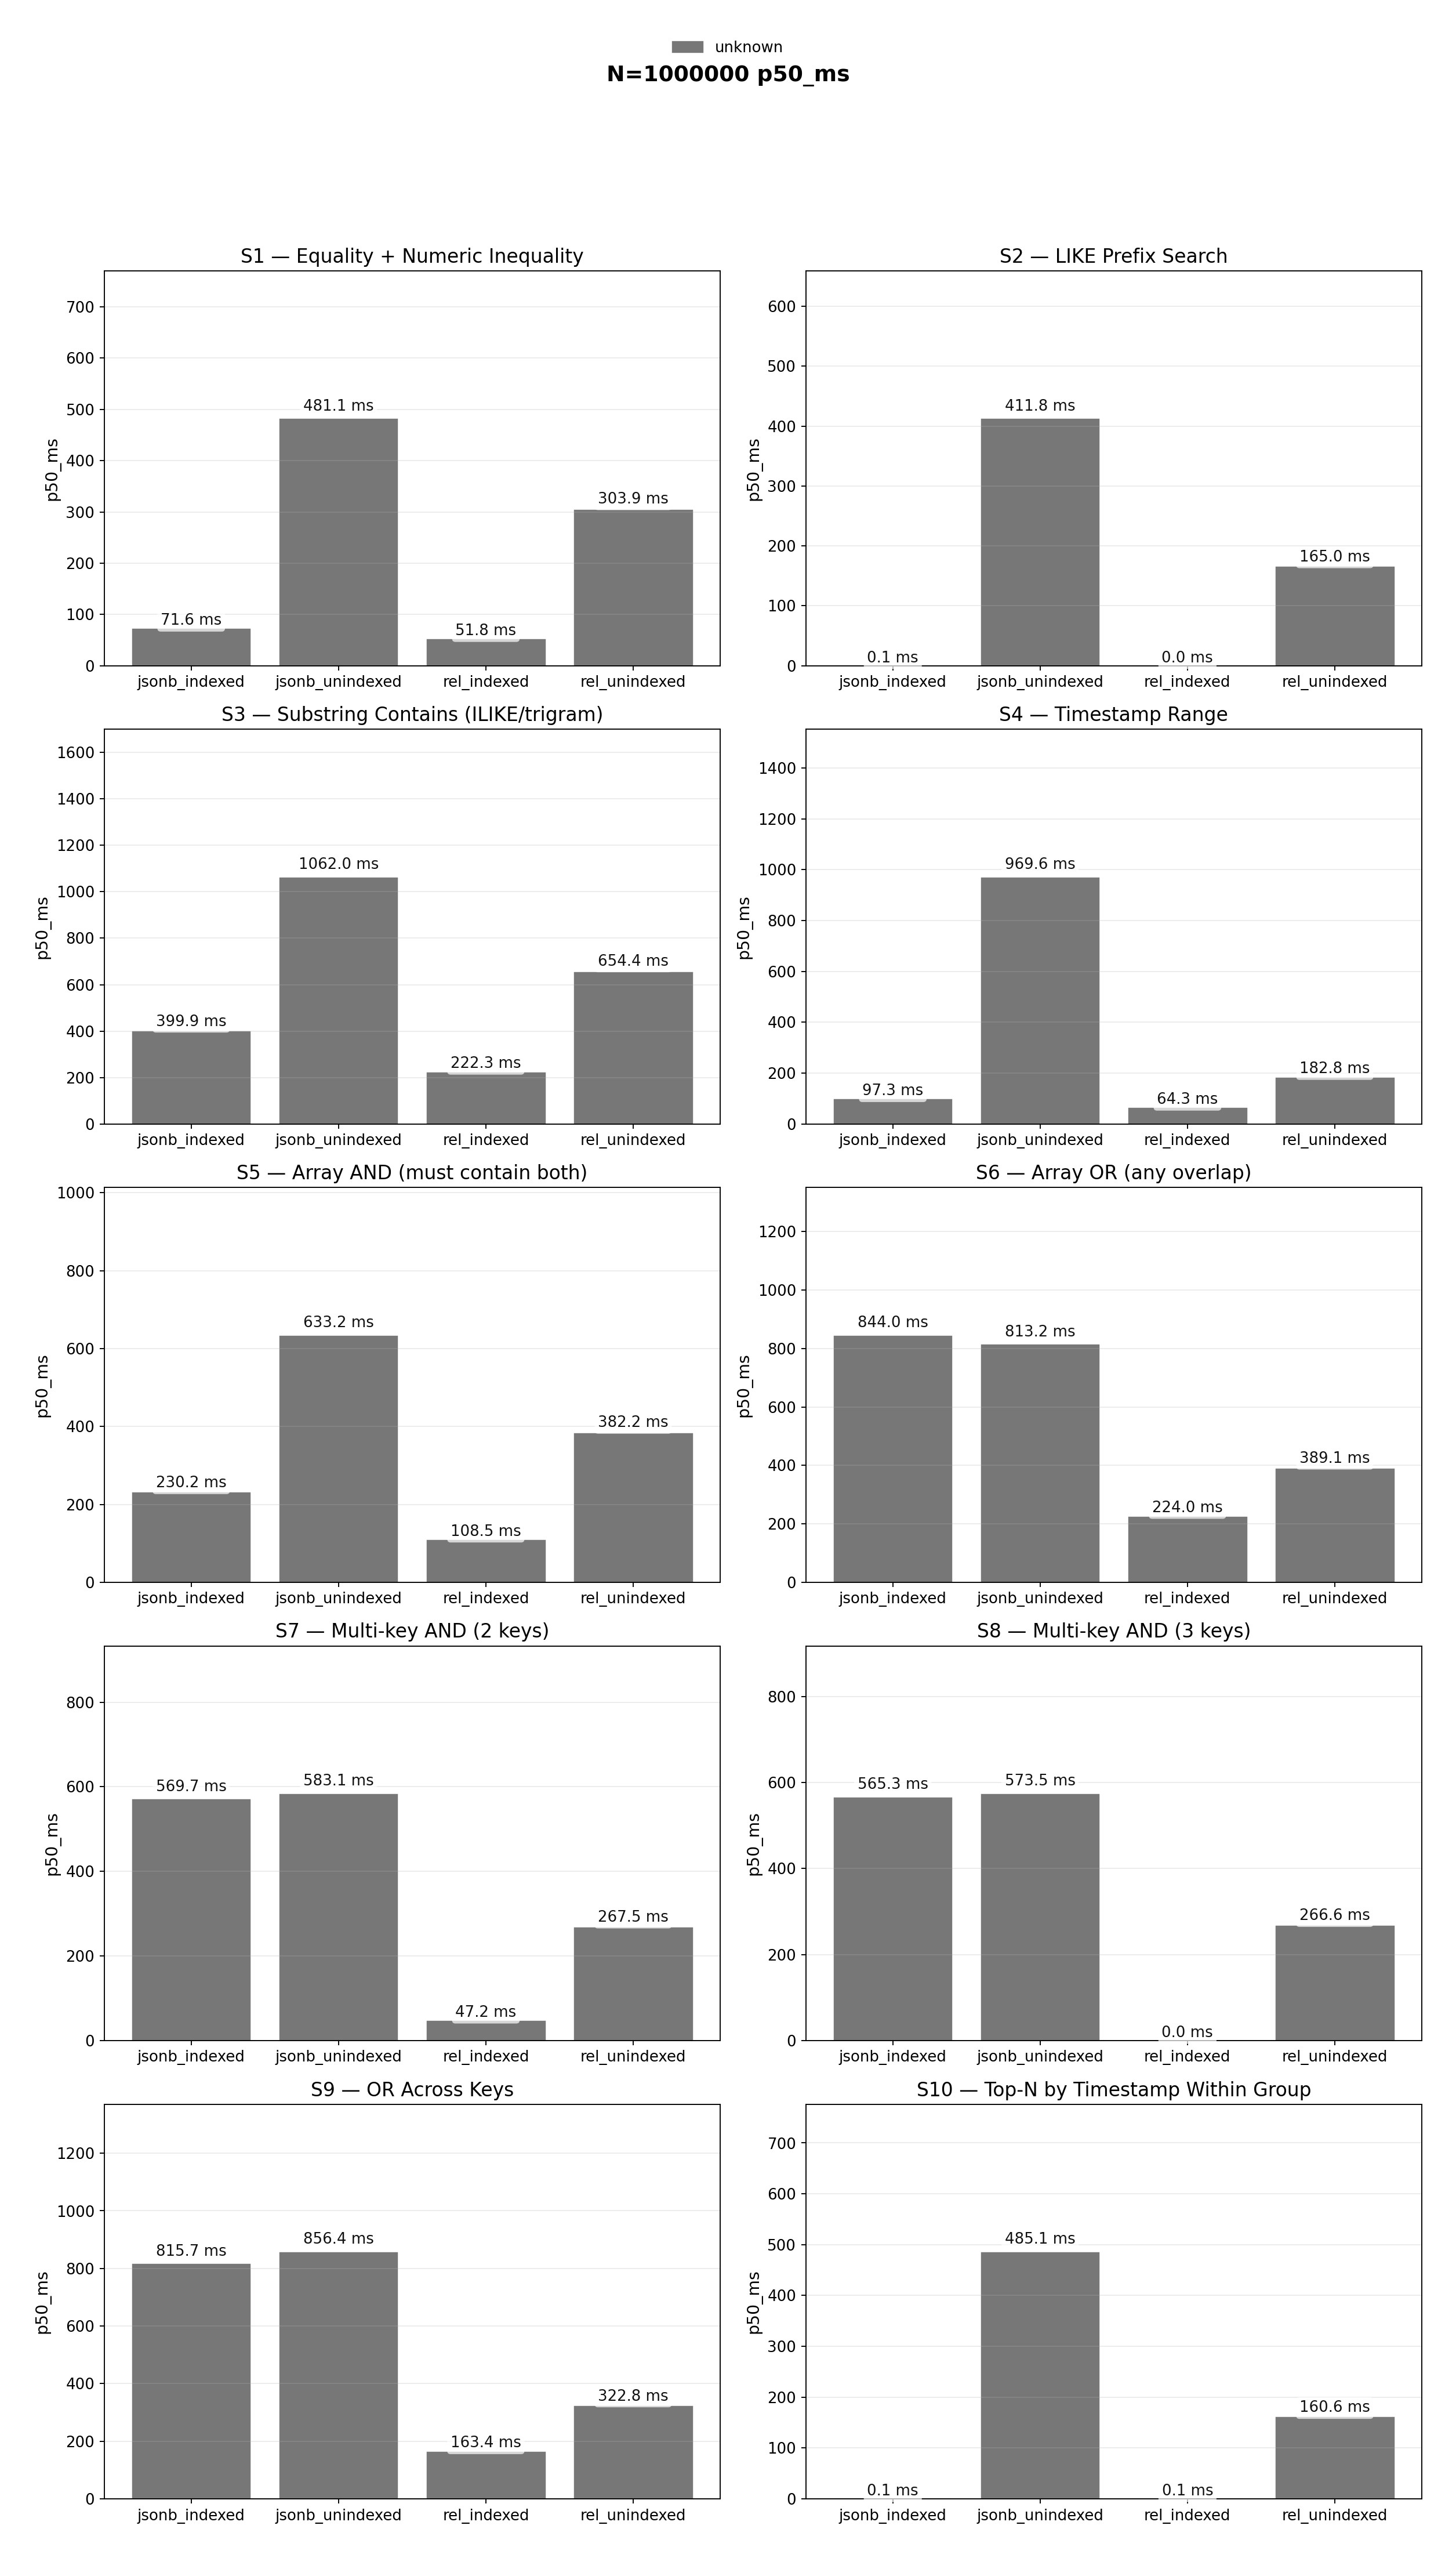 unknown
N=1000000 p50_ms
S1 — Equality + Numeric Inequality
p50_ms
700
600
500
400
300
200
100
0
71.6 ms
481.1 ms
51.8 ms
303.9 ms
jsonb_indexed jsonb_unindexed rel_indexed rel_unindexed
S2 — LIKE Prefix Search
p50_ms
600
500
400
300
200
100
0
0.1 ms
411.8 ms
0.0 ms
165.0 ms
jsonb_indexed jsonb_unindexed rel_indexed rel_unindexed
S3 — Substring Contains (ILIKE/trigram)
p50_ms
1600
1400
1200
1000
800
600
400
200
0
399.9 ms
1062.0 ms
222.3 ms
654.4 ms
jsonb_indexed jsonb_unindexed rel_indexed rel_unindexed
S4 — Timestamp Range
p50_ms
1400
1200
1000
800
600
400
200
0
97.3 ms
969.6 ms
64.3 ms
182.8 ms
jsonb_indexed jsonb_unindexed rel_indexed rel_unindexed
S5 — Array AND (must contain both)
p50_ms
1000
800
600
400
200
0
230.2 ms
633.2 ms
108.5 ms
382.2 ms
jsonb_indexed jsonb_unindexed rel_indexed rel_unindexed
S6 — Array OR (any overlap)
p50_ms
1200
1000
800
600
400
200
0
844.0 ms
813.2 ms
224.0 ms
389.1 ms
jsonb_indexed jsonb_unindexed rel_indexed rel_unindexed
S7 — Multi-key AND (2 keys)
p50_ms
800
600
400
200
0
569.7 ms
583.1 ms
47.2 ms
267.5 ms
jsonb_indexed jsonb_unindexed rel_indexed rel_unindexed
S8 — Multi-key AND (3 keys)
p50_ms
800
600
400
200
0
565.3 ms
573.5 ms
0.0 ms
266.6 ms
jsonb_indexed jsonb_unindexed rel_indexed rel_unindexed
S9 — OR Across Keys
p50_ms
1200
1000
800
600
400
200
0
815.7 ms
856.4 ms
163.4 ms
322.8 ms
jsonb_indexed jsonb_unindexed rel_indexed rel_unindexed
S10 — Top-N by Timestamp Within Group
p50_ms
700
600
500
400
300
200
100
0
0.1 ms
485.1 ms
0.1 ms
160.6 ms
jsonb_indexed jsonb_unindexed rel_indexed rel_unindexed